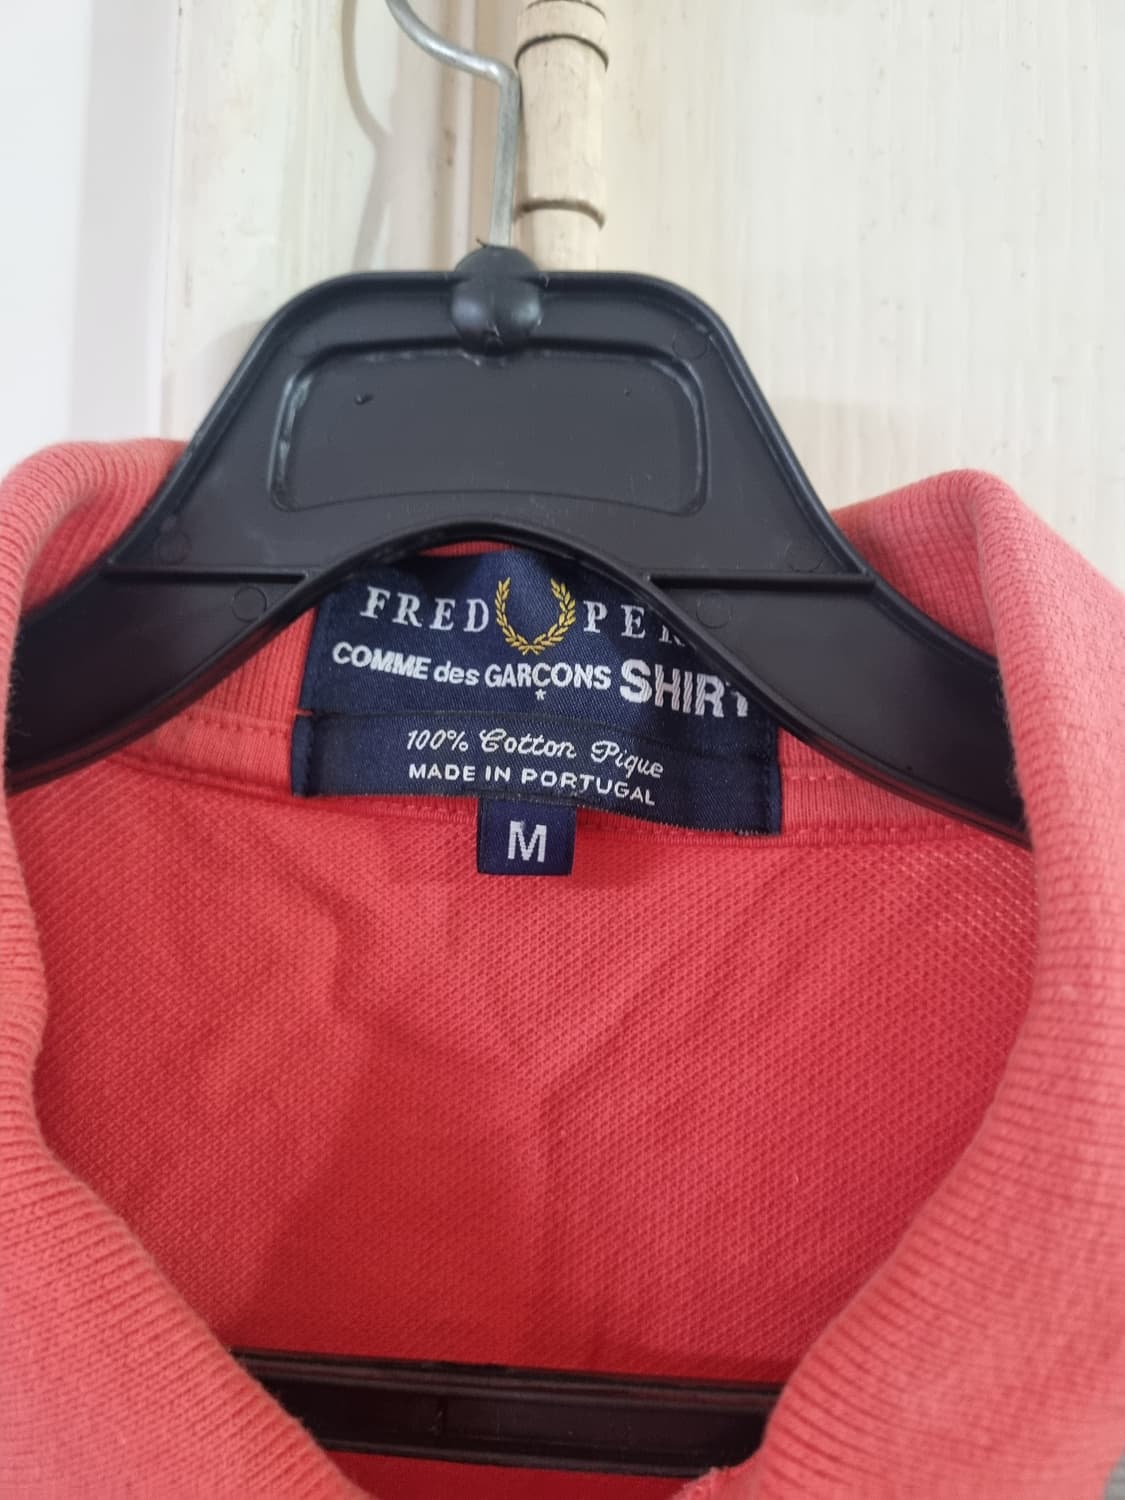 FRED PER
COMME des GARÇONS SHIRT
*
100% Cotton Pique
MADE IN PORTUGAL
M